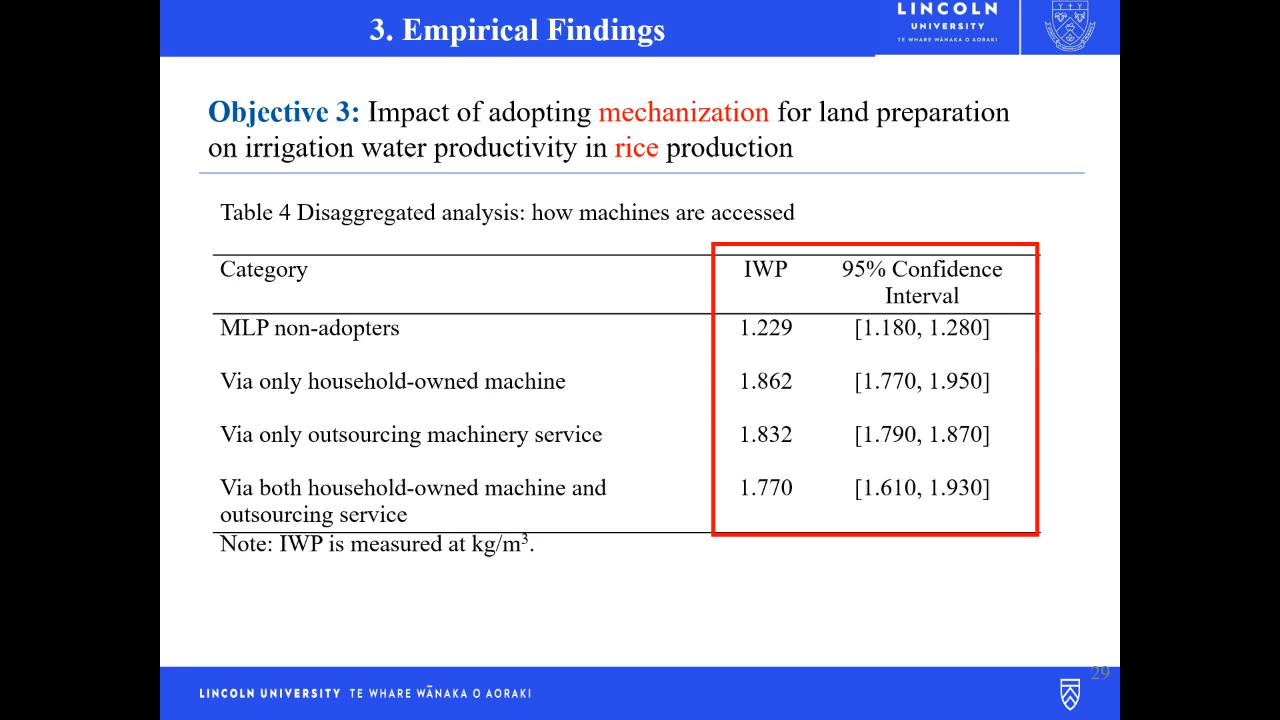 3. Empirical Findings
LINCOLN
UNIVERSITY
TE WHARE WĀNAKA O AORAKI
Objective 3: Impact of adopting mechanization for land preparation
on irrigation water productivity in rice production
Table 4 Disaggregated analysis: how machines are accessed
Category IWP 95% Confidence
Interval
MLP non-adopters 1.229 [1.180, 1.280]
Via only household-owned machine 1.862 [1.770, 1.950]
Via only outsourcing machinery service 1.832 [1.790, 1.870]
Via both household-owned machine and 1.770 [1.610, 1.930]
outsourcing service
Note: IWP is measured at kg/m³.
29
LINCOLN UNIVERSITY TE WHARE WĀNAKA O AORAKI